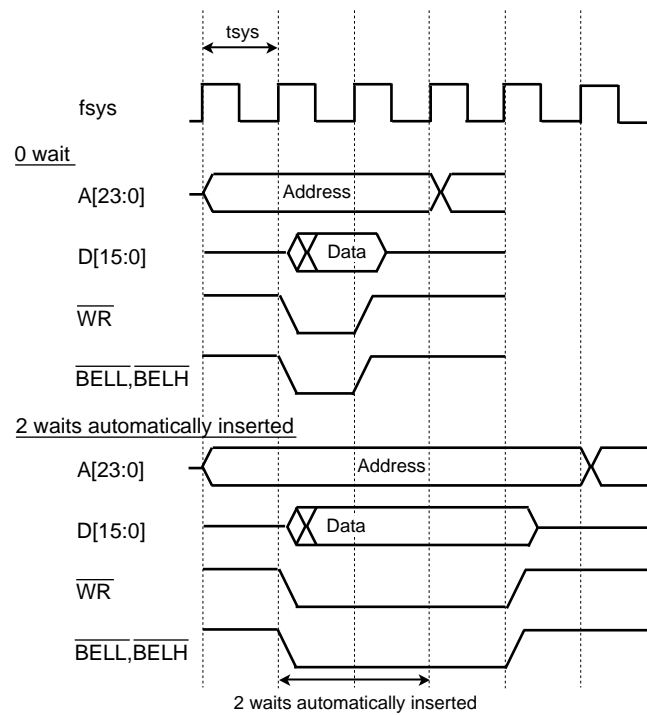 tsys
fsys
0 wait
A[23:0]
Address
D[15:0]
Data
WR
BELL,BELH
2 waits automatically inserted
A[23:0]
Address
D[15:0]
Data
WR
BELL,BELH
2 waits automatically inserted